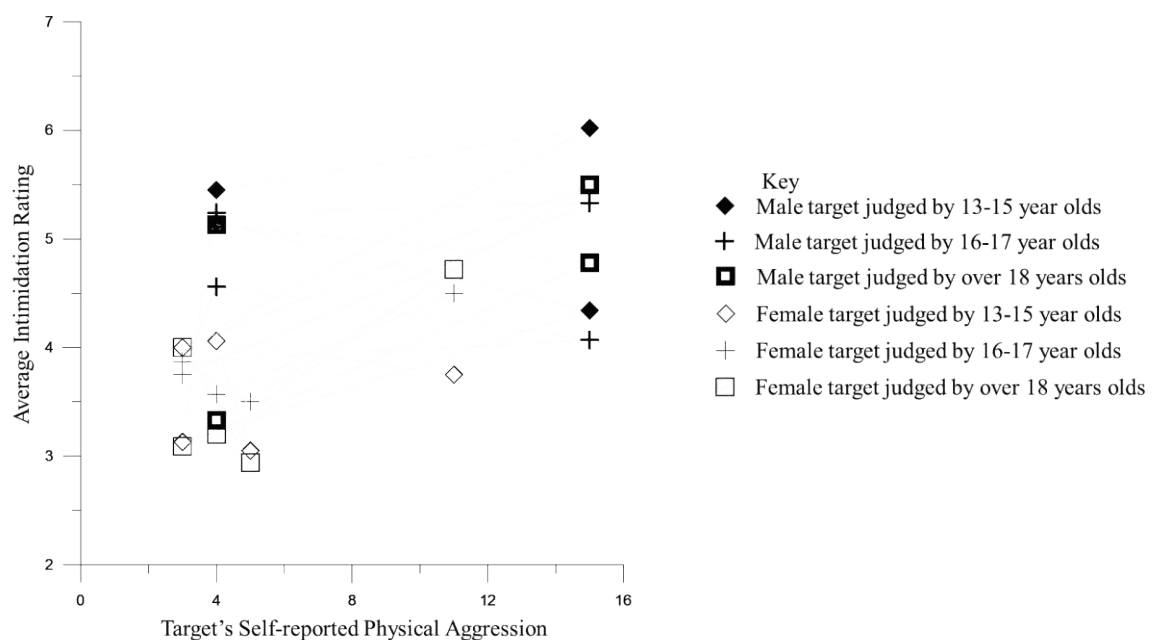 7
6
5
4
3
2
Average Intimidation Rating
0
4
8
12
16
Target's Self-reported Physical Aggression
Key
Male target judged by 13-15 year olds
Male target judged by 16-17 year olds
Male target judged by over 18 years olds
Female target judged by 13-15 year olds
Female target judged by 16-17 year olds
Female target judged by over 18 years olds